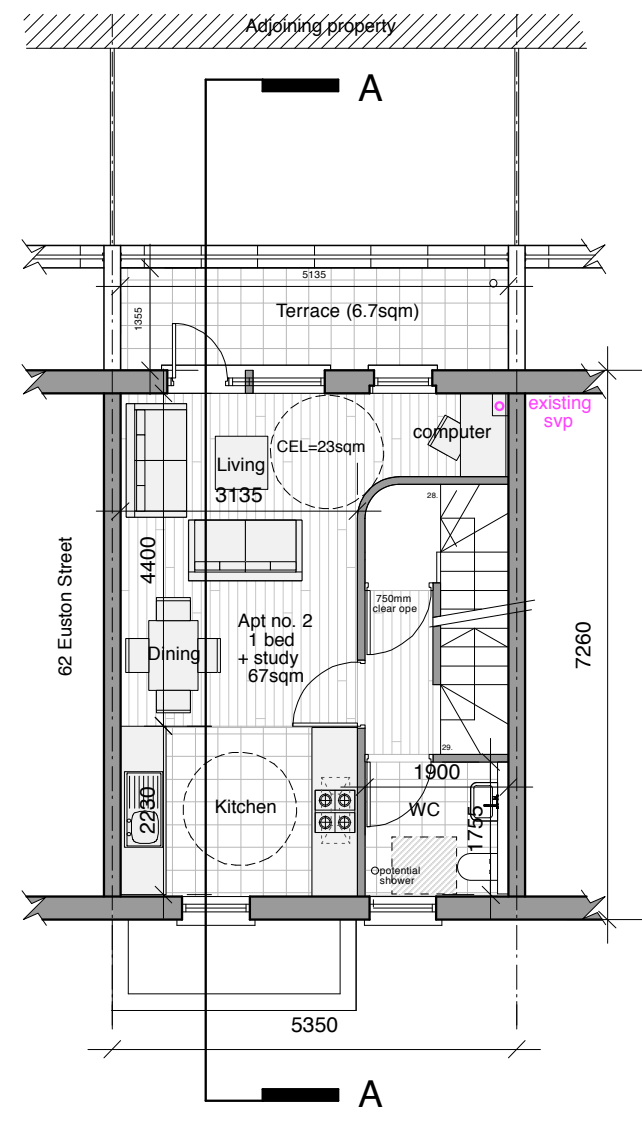 Adjoining property
A
5135
Terrace (6.7sqm)
1355
existing
svp
computer
CEL=23sqm
Living
3135
28.
4400
62 Euston Street
750mm
clear ope
Apt no. 2
1 bed
+ study
67sqm
7260
Dining
29.
1900
2230
Kitchen
WC
1755
potential
shower
5350
A